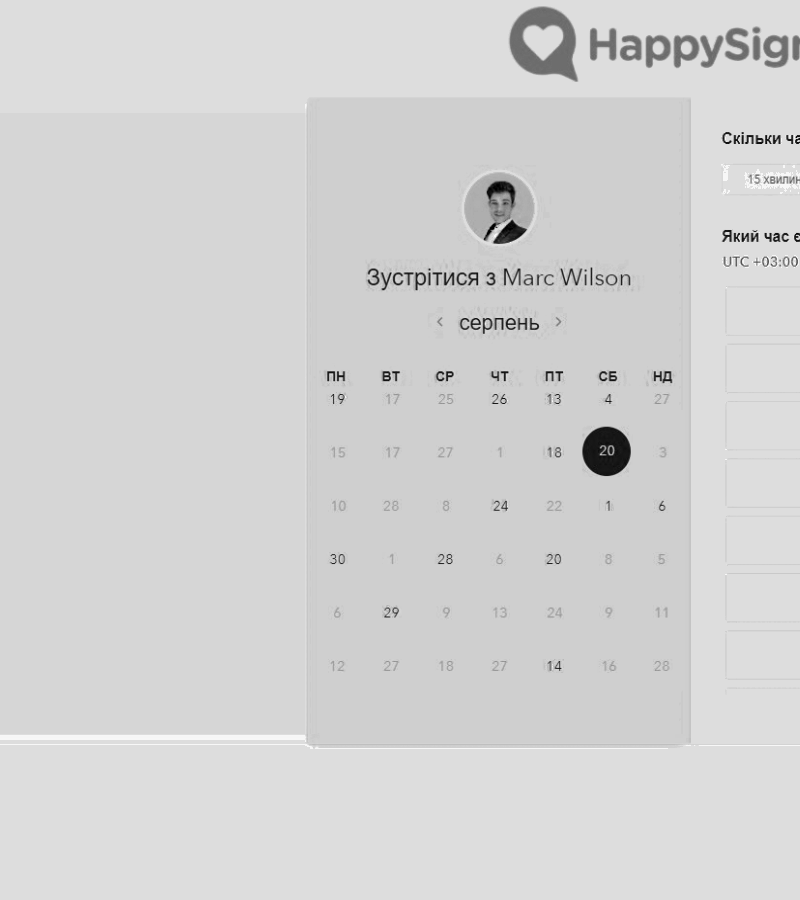 HappySign
Зустрітися з Marc Wilson
‹ серпень ›
ПН ВТ СР ЧТ ПТ СБ НД
19 17 25 26 13 4 27
15 17 27 1 18 20 3
10 28 8 24 22 1 6
30 1 28 6 20 8 5
6 29 9 13 24 9 11
12 27 18 27 14 16 28
Скільки ча
15 хвилин
Який час є
UTC +03:00